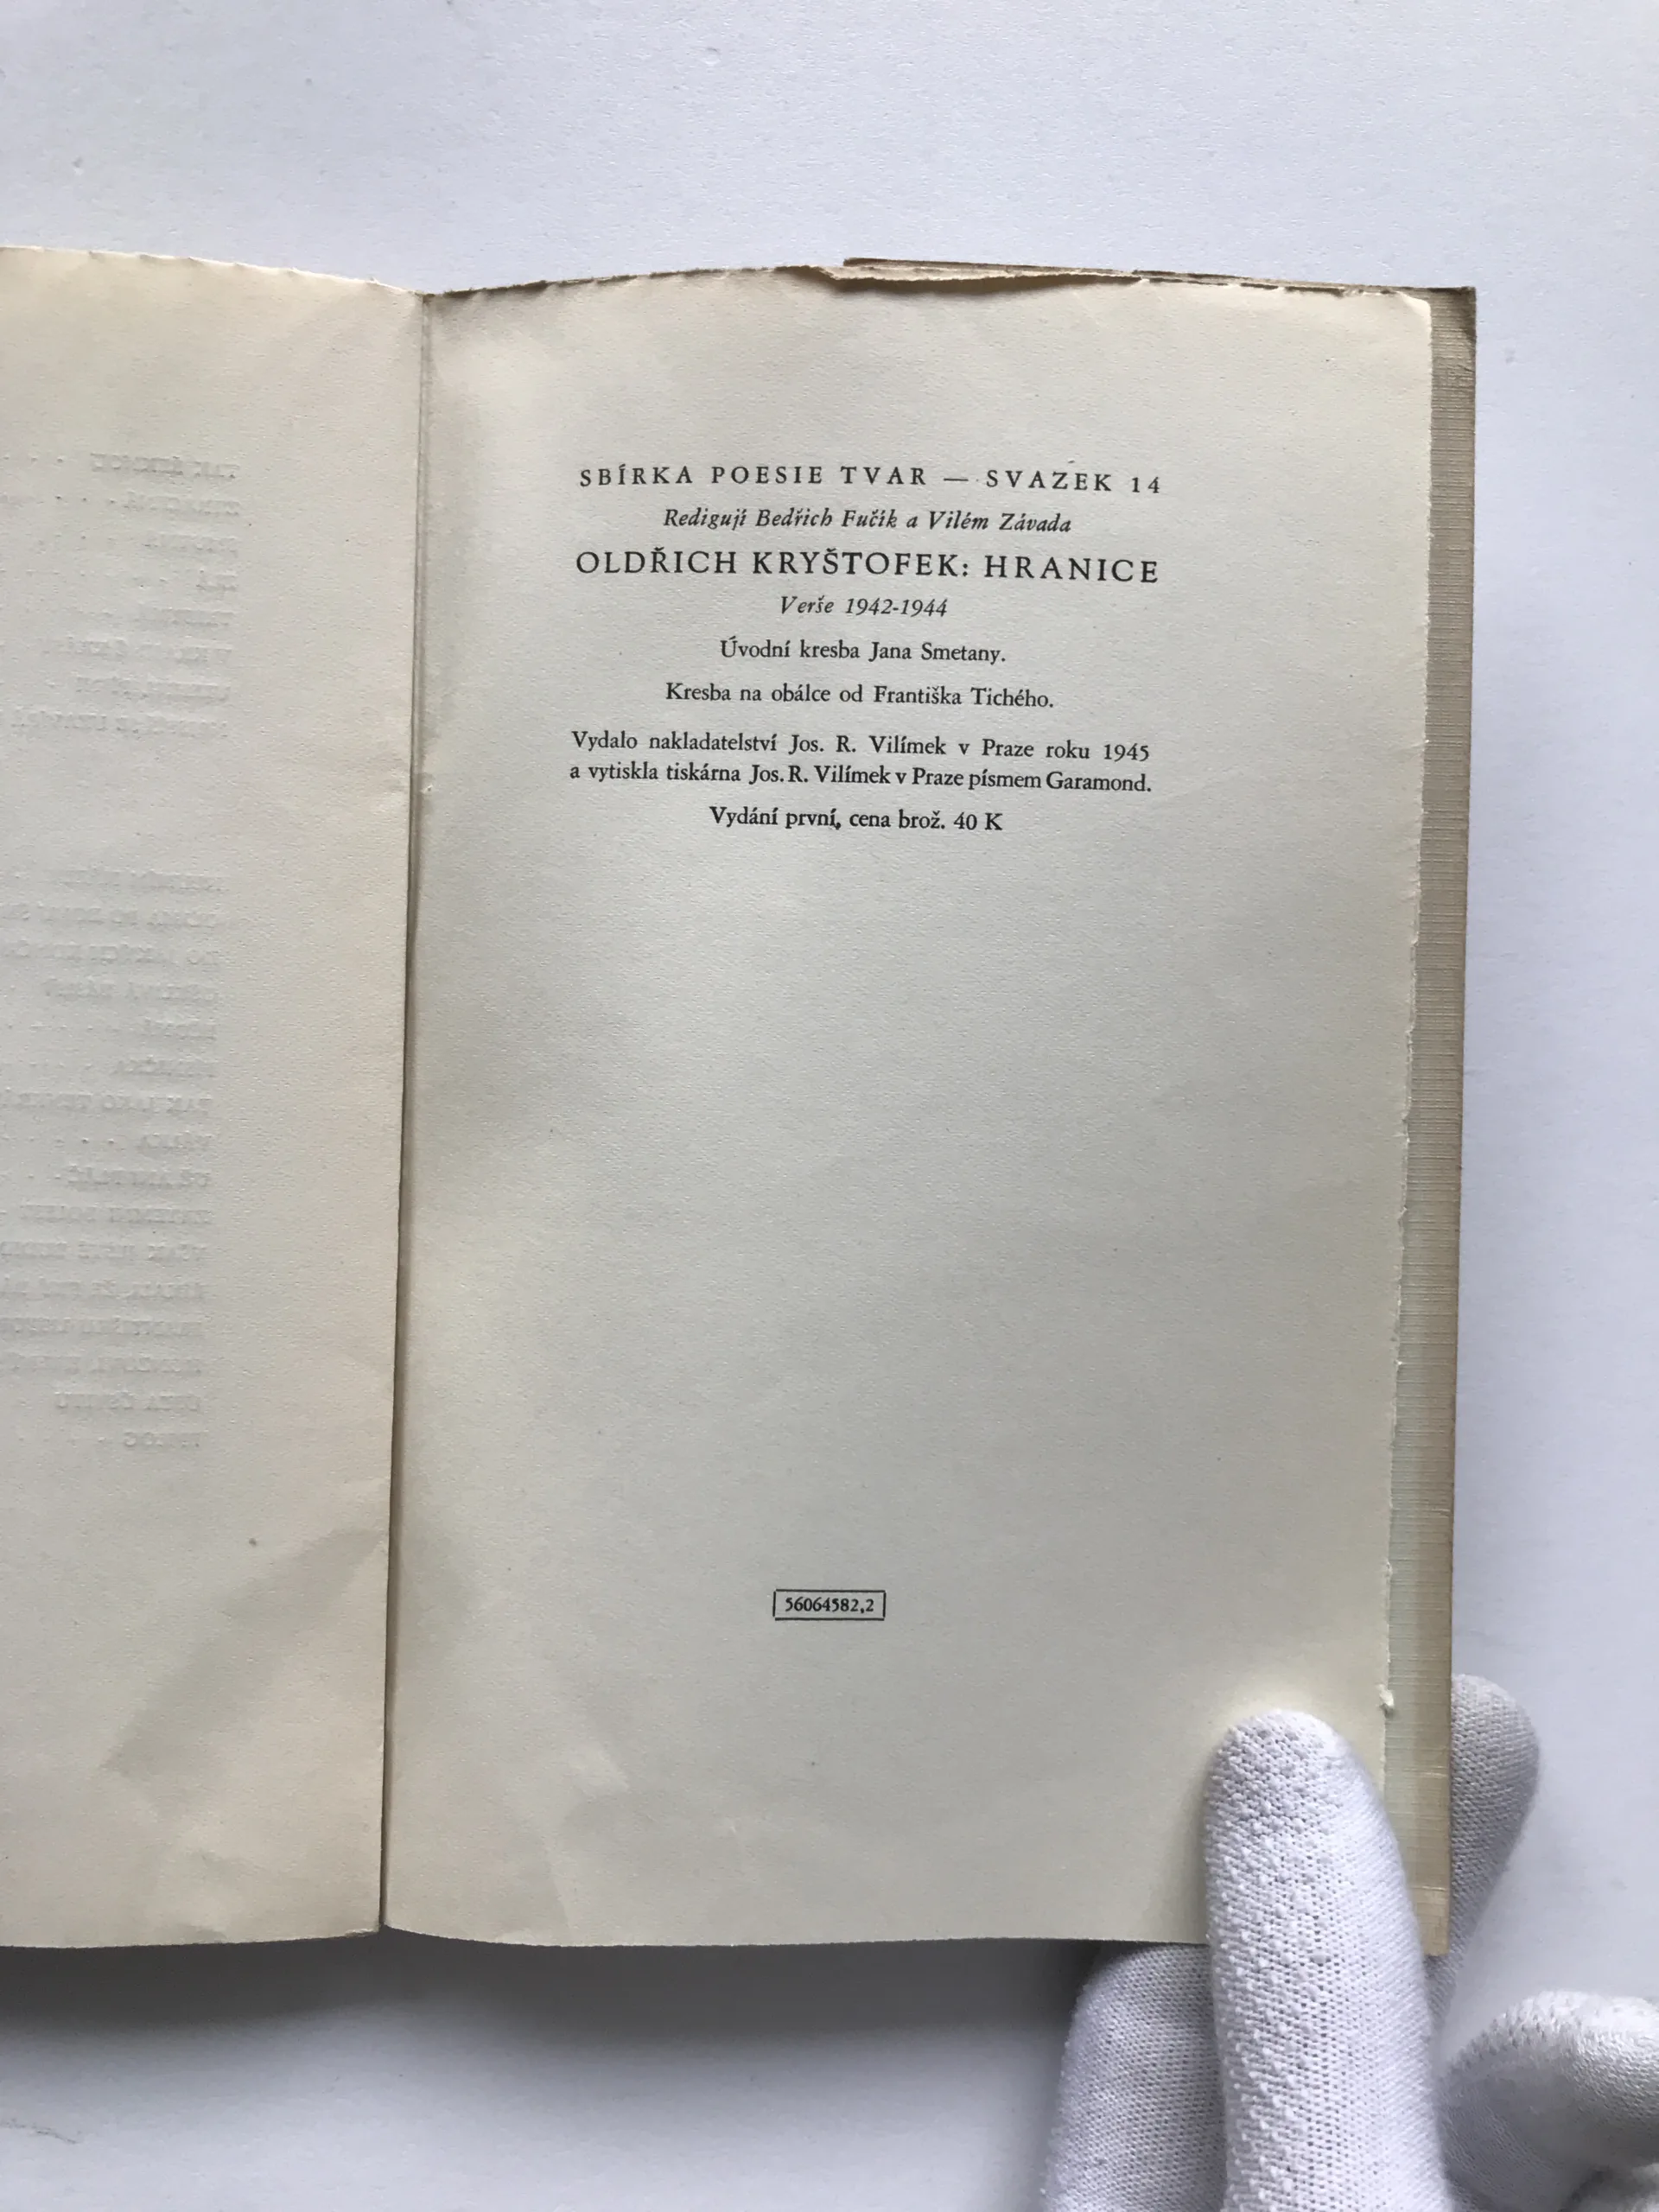 SBÍRKA POESIE TVAR — SVAZEK 14
Redigují Bedřich Fučík a Vilém Závada
OLDŘICH KRYŠTOFEK: HRANICE
Verše 1942-1944
Úvodní kresba Jana Smetany.
Kresba na obálce od Františka Tichého.
Vydalo nakladatelství Jos. R. Vilímek v Praze roku 1945
a vytiskla tiskárna Jos. R. Vilímek v Praze písmem Garamond.
Vydání první, cena brož. 40 K
56064582,2